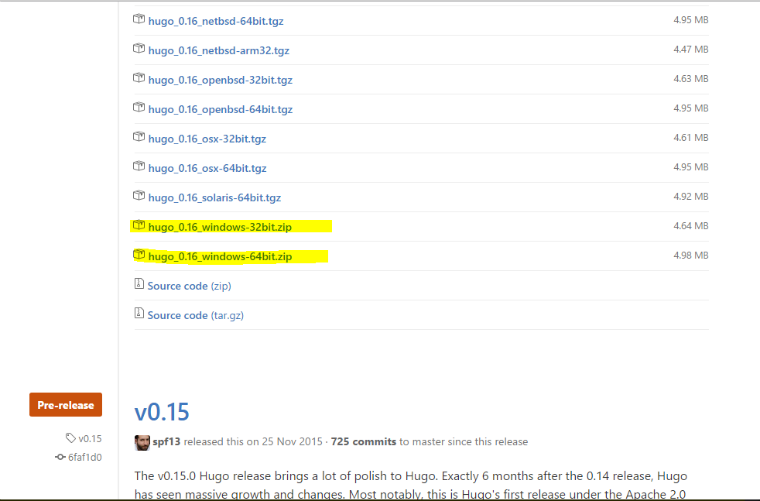 hugo_0.16_netbsd-64bit.tgz 4.95 MB
hugo_0.16_netbsd-arm32.tgz 4.47 MB
hugo_0.16_openbsd-32bit.tgz 4.63 MB
hugo_0.16_openbsd-64bit.tgz 4.95 MB
hugo_0.16_osx-32bit.tgz 4.61 MB
hugo_0.16_osx-64bit.tgz 4.95 MB
hugo_0.16_solaris-64bit.tgz 4.92 MB
hugo_0.16_windows-32bit.zip 4.64 MB
hugo_0.16_windows-64bit.zip 4.98 MB
Source code (zip)
Source code (tar.gz)
Pre-release
v0.15
6faf1d0
v0.15
spf13 released this on 25 Nov 2015 · 725 commits to master since this release
The v0.15.0 Hugo release brings a lot of polish to Hugo. Exactly 6 months after the 0.14 release, Hugo
has seen massive growth and changes. Most notably, this is Hugo's first release under the Apache 2.0